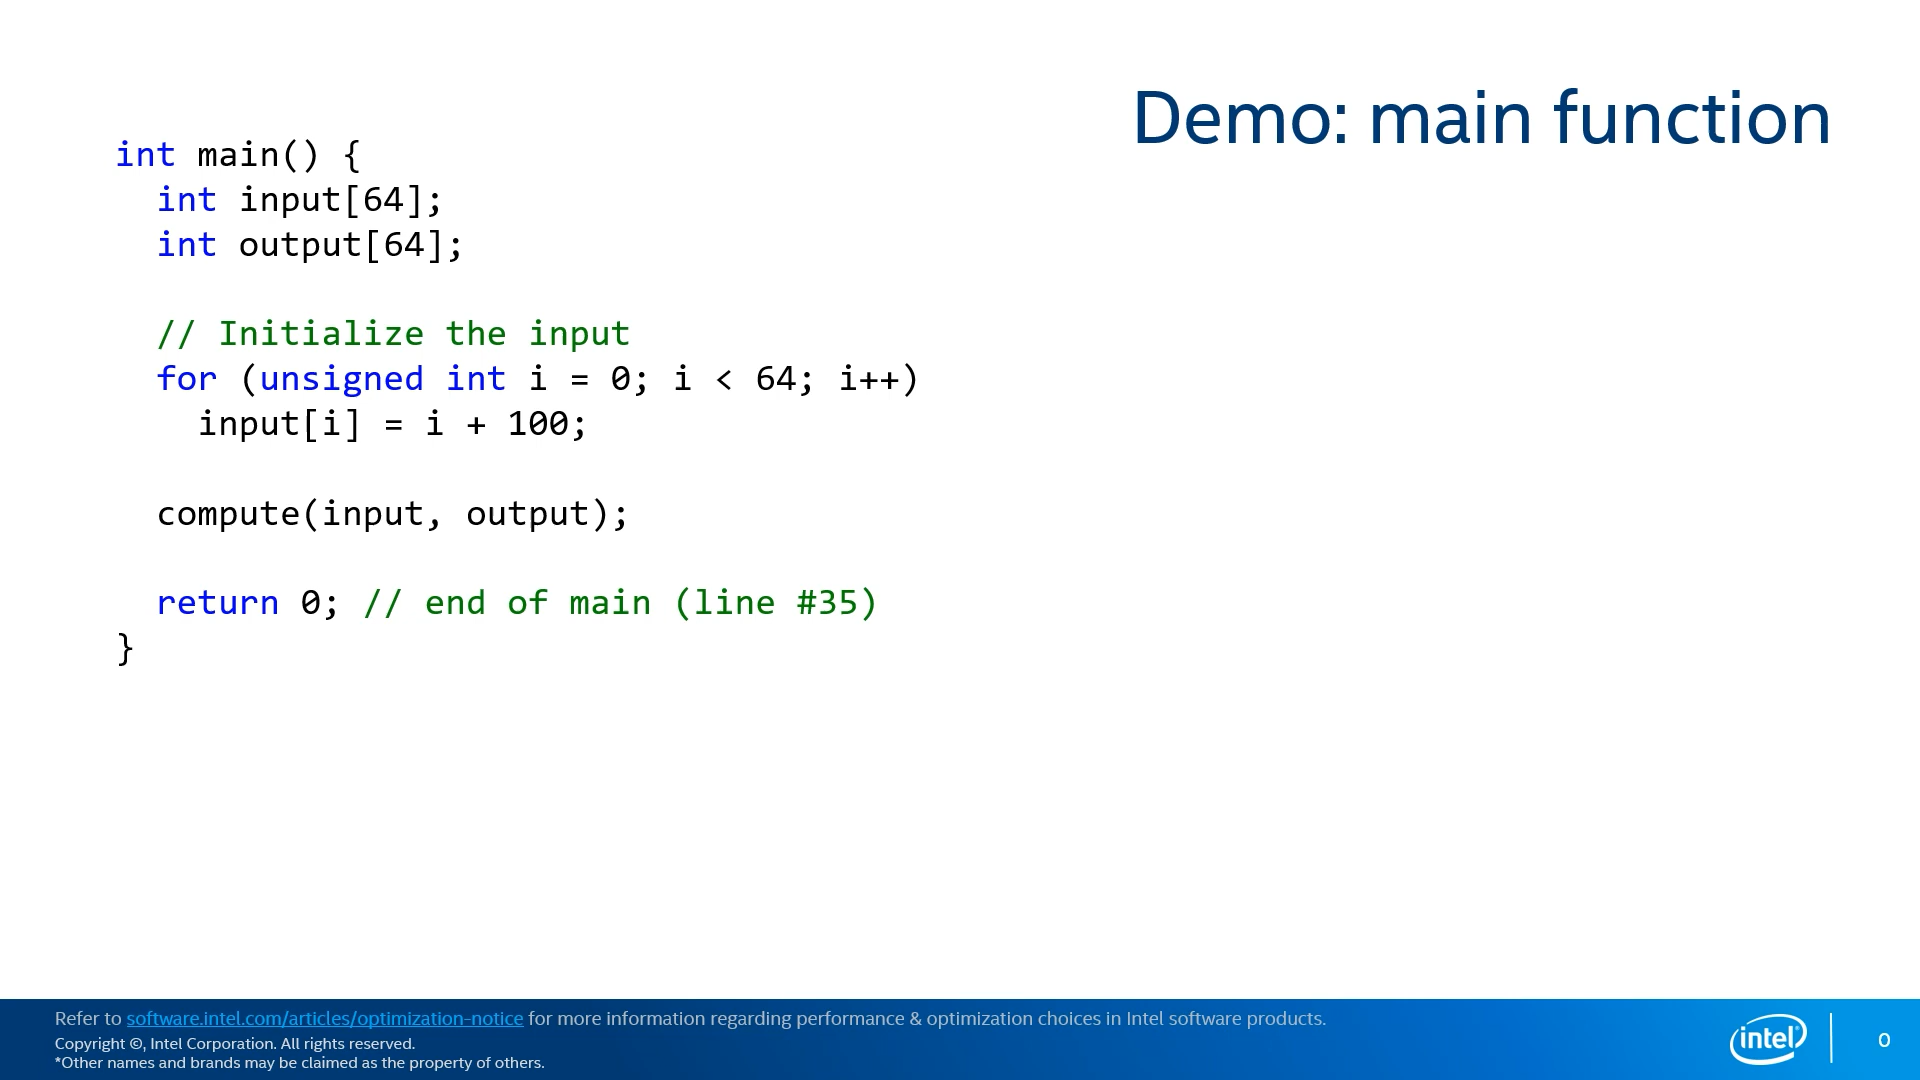 Demo: main function
int main() {
  int input[64];
  int output[64];
  // Initialize the input
  for (unsigned int i = 0; i < 64; i++)
    input[i] = i + 100;
  compute(input, output);
  return 0; // end of main (line #35)
}
Refer to software.intel.com/articles/optimization-notice for more information regarding performance & optimization choices in Intel software products.
Copyright ©, Intel Corporation. All rights reserved.
*Other names and brands may be claimed as the property of others.
intel®
0